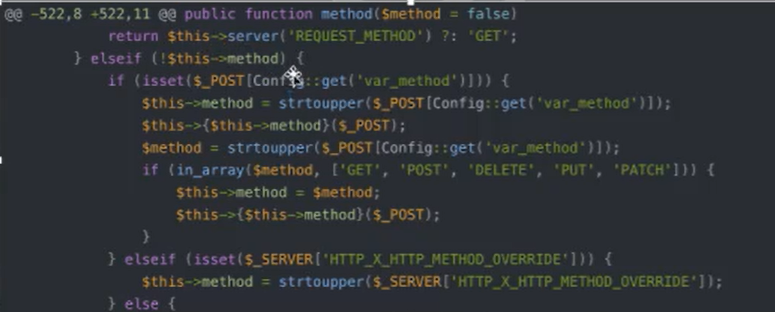 @@ -522,8 +522,11 @@ public function method($method = false)
return $this->server('REQUEST_METHOD') ?: 'GET';
} elseif (!$this->method) {
if (isset($_POST[Config::get('var_method')])) {
$this->method = strtoupper($_POST[Config::get('var_method')]);
$this->{$this->method}($_POST);
$method = strtoupper($_POST[Config::get('var_method')]);
if (in_array($method, ['GET', 'POST', 'DELETE', 'PUT', 'PATCH'])) {
$this->method = $method;
$this->{$this->method}($_POST);
}
} elseif (isset($_SERVER['HTTP_X_HTTP_METHOD_OVERRIDE'])) {
$this->method = strtoupper($_SERVER['HTTP_X_HTTP_METHOD_OVERRIDE']);
} else {